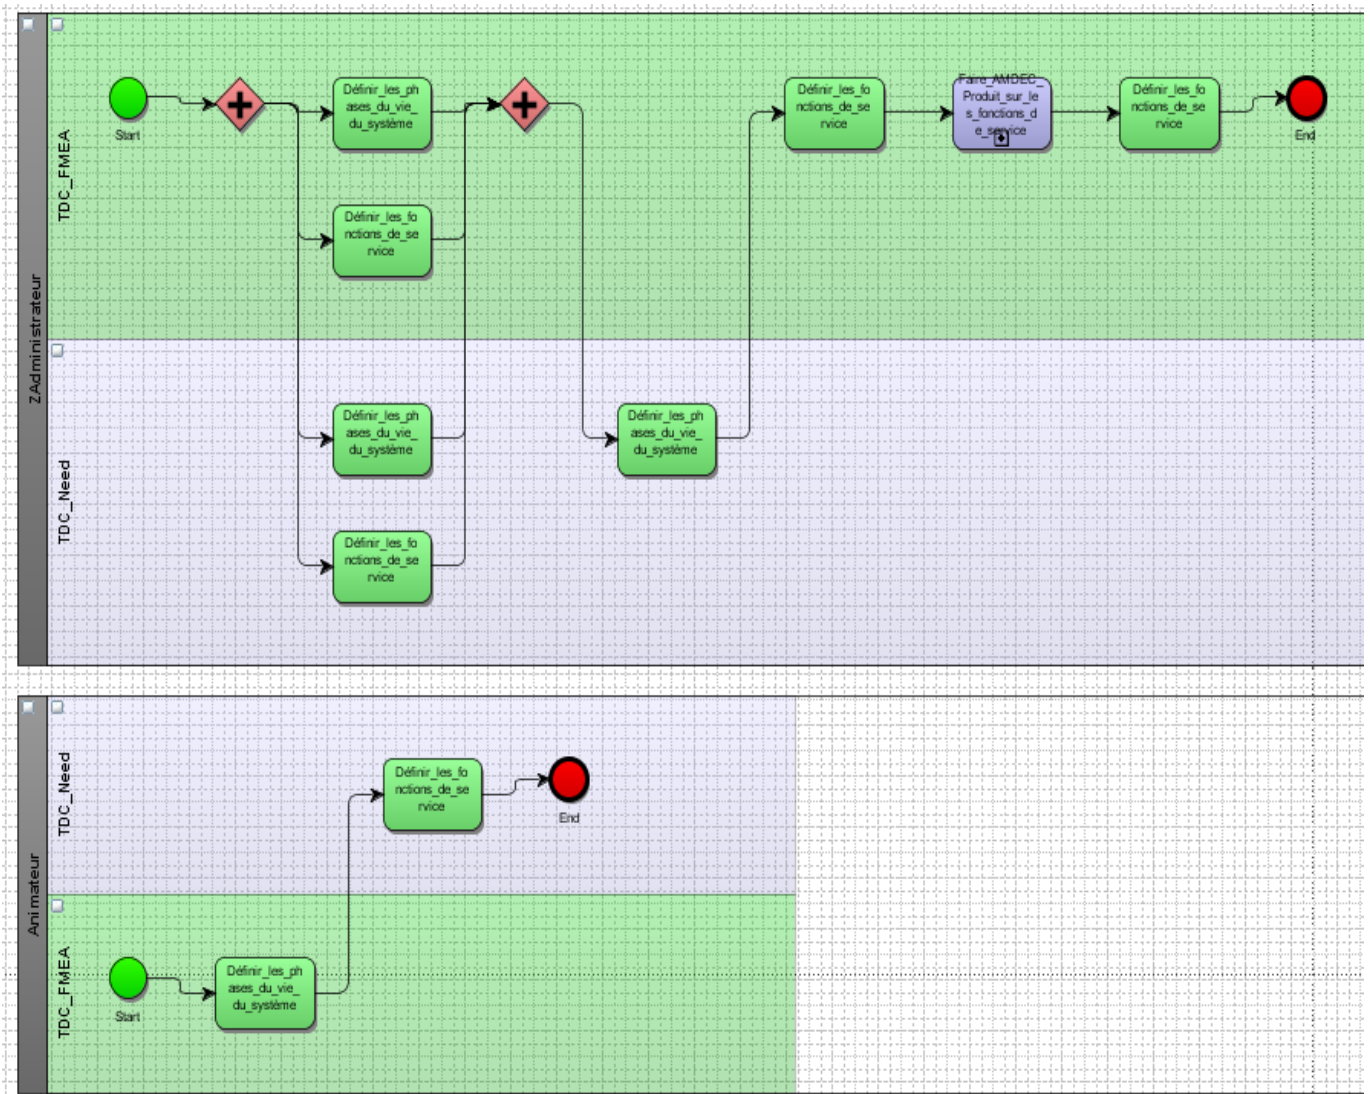 ZAdministrateur
TDC_FMEA
Start
Définir_les_ph
ases_du_vie_
du_système
Définir_les_fo
nctions_de_se
rvice
Définir_les_fo
nctions_de_se
rvice
Faire_AMDEC_
Produit_sur_le
s_fonctions_d
e_service
Définir_les_fo
nctions_de_se
rvice
End
TDC_Need
Définir_les_ph
ases_du_vie_
du_système
Définir_les_fo
nctions_de_se
rvice
Définir_les_ph
ases_du_vie_
du_système
Animateur
TDC_Need
Définir_les_fo
nctions_de_se
rvice
End
TDC_FMEA
Start
Définir_les_ph
ases_du_vie_
du_système